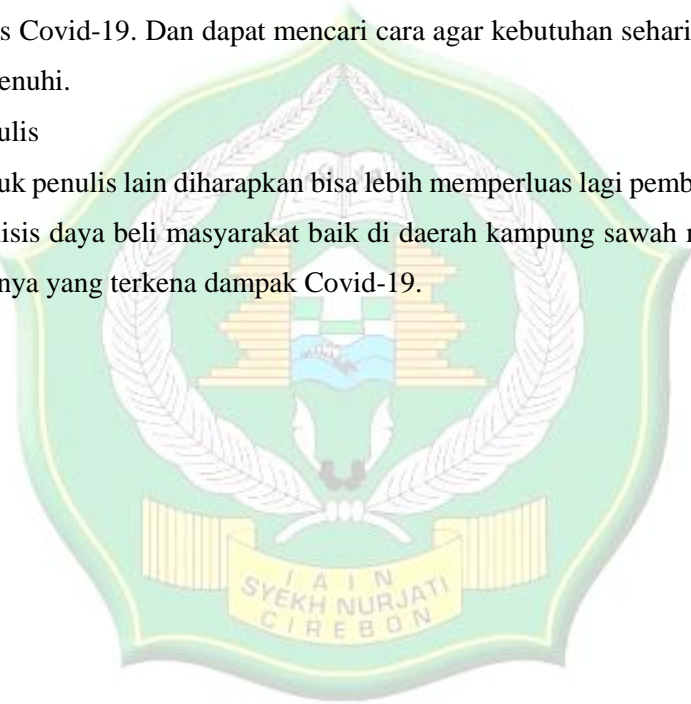 s Covid-19. Dan dapat mencari cara agar kebutuhan sehari
enuhi.
ulis
uk penulis lain diharapkan bisa lebih memperluas lagi pemb
isis daya beli masyarakat baik di daerah kampung sawah
nya yang terkena dampak Covid-19.
IAIN
SYEKH NURJATI
CIREBON